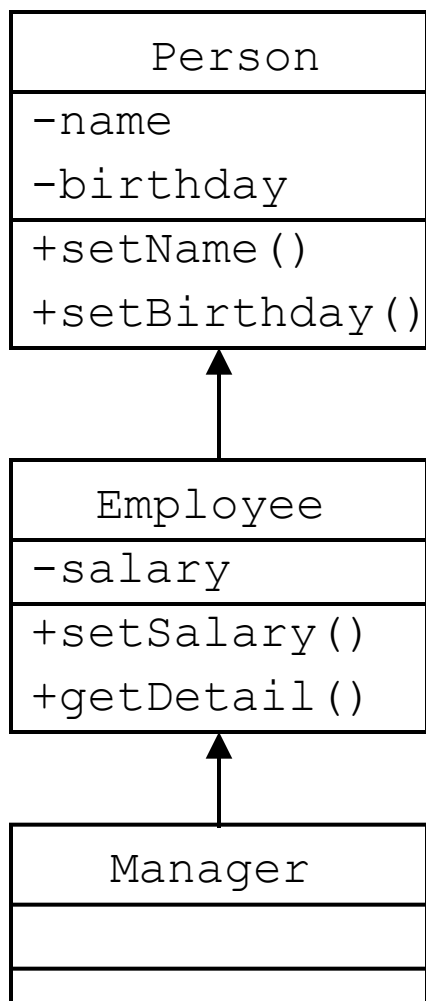 Person
-name
-birthday
+setName()
+setBirthday()
Employee
-salary
+setSalary()
+getDetail()
Manager